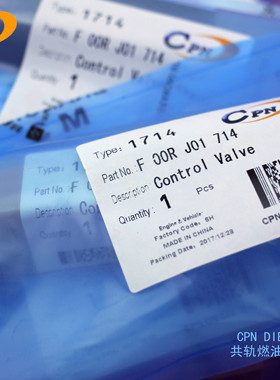 Type: 1714
Part No.: F 00R J01 714
Description: Control Valve
Quantity: 1
CPN
Type: 1714
Part No.: F 00R J01 714
Description: Control Valve
Quantity: 1 Pcs
Engine & Vehicle:
Factory Code: SH
MADE IN CHINA
Packing Date: 2017/12/28
CPN
CPN DIE
共轨燃油